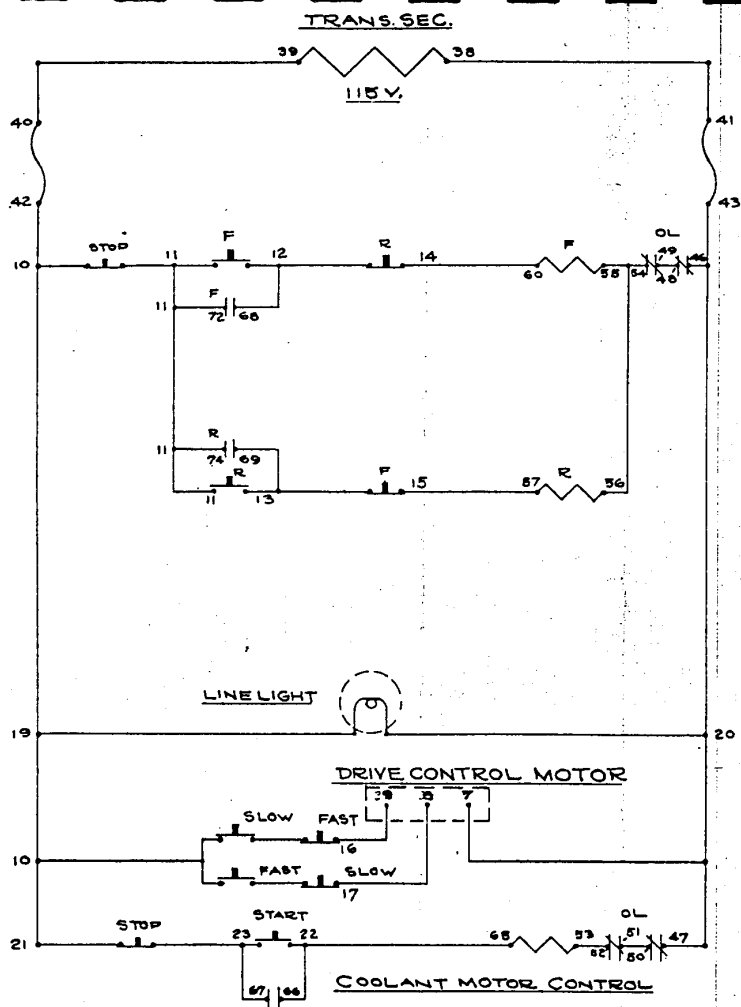 TRANS. SEC.
39 38
115 V.
40 41
42 43
OL
STOP 11 F 12 R 14 F 49 46
10 60 55 54 48
F
11 72 68
R
11 74 69
R F 15 57 R 56
11 13
LINE LIGHT
19 20
DRIVE CONTROL MOTOR
7
SLOW FAST
16
10
FAST SLOW
17
OL
STOP START
21 23 22 65 53 51 47
52 50
67 66
COOLANT MOTOR CONTROL